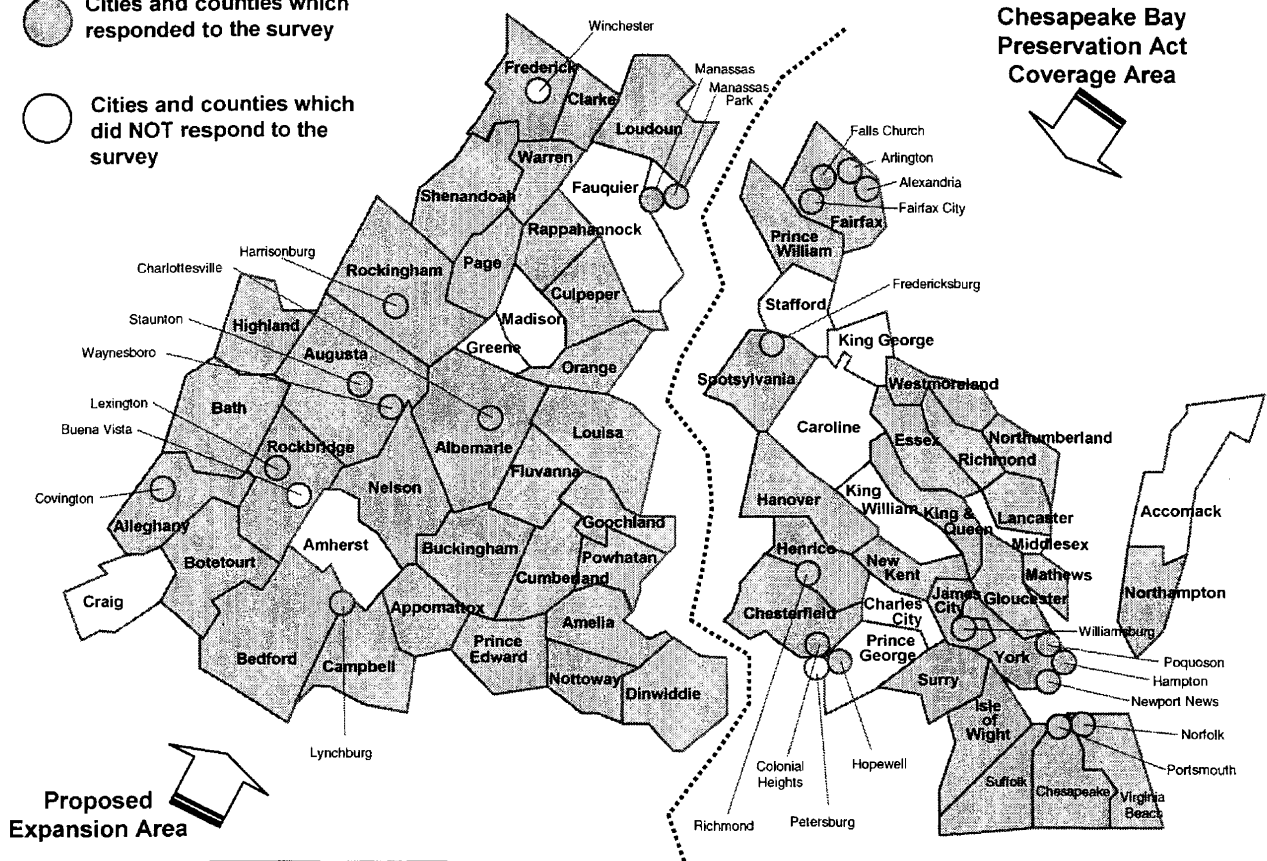 Cities and counties which
responded to the survey
Cities and counties which
did NOT respond to the
survey
Chesapeake Bay
Preservation Act
Coverage Area
Winchester
Frederick
Clarke
Manassas
Manassas
Park
Loudoun
Warren
Fauquier
Shenandoah
Rappahannock
Harrisonburg
Charlottesville
Rockingham
Page
Culpeper
Staunton
Highland
Madison
Greene
Waynesboro
Augusta
Orange
Lexington
Bath
Buena Vista
Rockbridge
Albemarle
Louisa
Fluvanna
Covington
Nelson
Alleghany
Goochland
Amherst
Buckingham
Powhatan
Botetourt
Cumberland
Craig
Appomattox
Amelia
Prince
Edward
Bedford
Campbell
Nottoway
Dinwiddie
Lynchburg
Proposed
Expansion Area
Falls Church
Arlington
Alexandria
Fairfax City
Fairfax
Prince
William
Fredericksburg
Stafford
King George
Spotsylvania
Westmoreland
Caroline
Essex
Northumberland
Richmond
Hanover
King
William
King &
Queen
Lancaster
Accomack
Middlesex
Henrico
New
Kent
Mathews
James
City
Gloucester
Northampton
Chesterfield
Charles
City
Williamsburg
Prince
George
York
Poquoson
Surry
Hampton
Newport News
Isle
of
Wight
Norfolk
Portsmouth
Suffolk
Chesapeake
Virginia
Beach
Colonial
Heights
Hopewell
Richmond
Petersburg